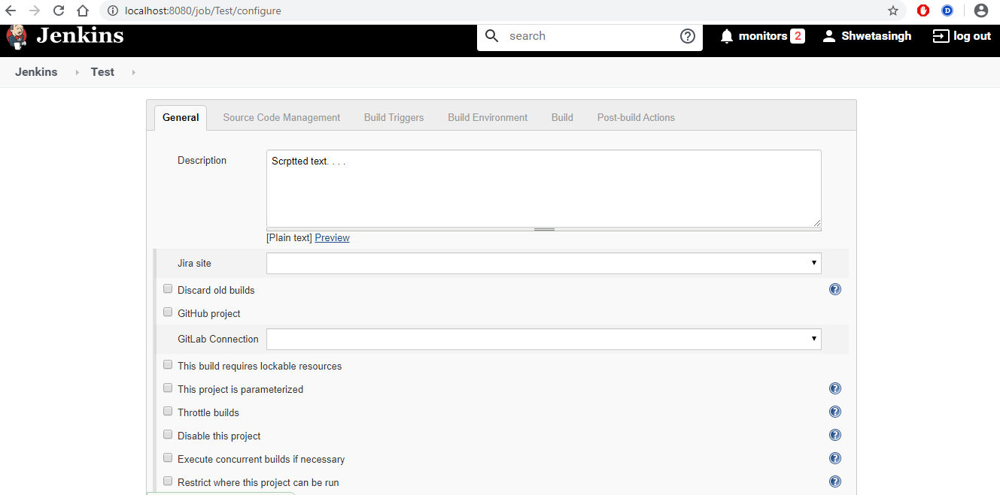 localhost:8080/job/Test/configure
Jenkins search monitors 2 Shwetasingh log out
Jenkins Test
General Source Code Management Build Triggers Build Environment Build Post-build Actions
Description Scrptted text. . . .
[Plain text] Preview
Jira site
Discard old builds
GitHub project
GitLab Connection
This build requires lockable resources
This project is parameterized
Throttle builds
Disable this project
Execute concurrent builds if necessary
Restrict where this project can be run